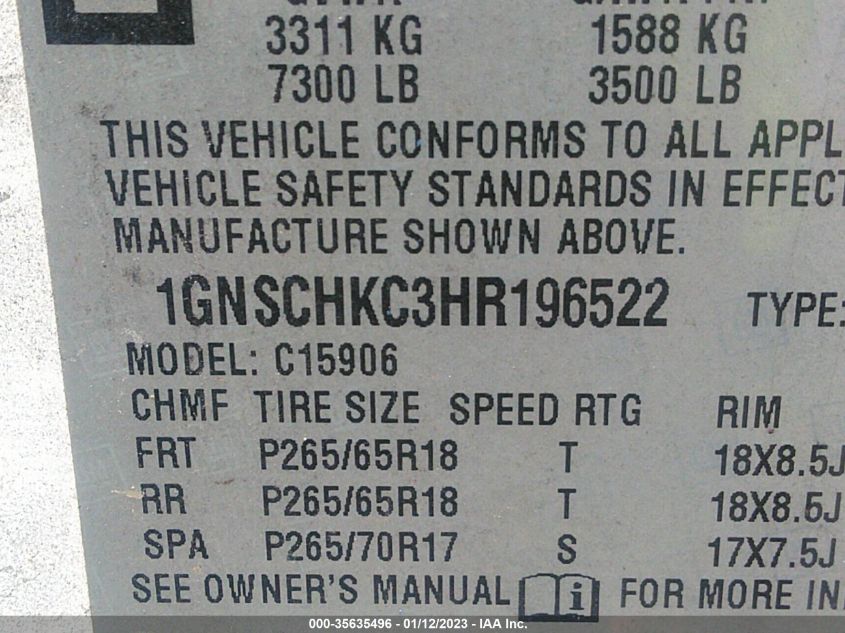 3311 KG 1588 KG
7300 LB 3500 LB
THIS VEHICLE CONFORMS TO ALL APPL
VEHICLE SAFETY STANDARDS IN EFFECT
MANUFACTURE SHOWN ABOVE.
1GNSCHKC3HR196522 TYPE:
MODEL: C15906
CHMF TIRE SIZE SPEED RTG RIM
FRT P265/65R18 T 18X8.5J
RR P265/65R18 T 18X8.5J
SPA P265/70R17 S 17X7.5J
SEE OWNER'S MANUAL i FOR MORE IN
000-35635496 - 01/12/2023 - IAA Inc.